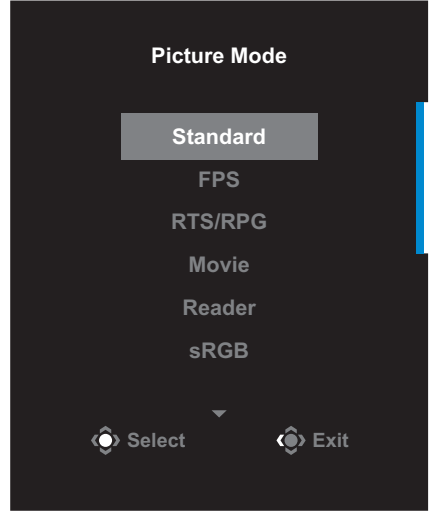 Picture Mode
Standard
FPS
RTS/RPG
Movie
Reader
sRGB
Select Exit